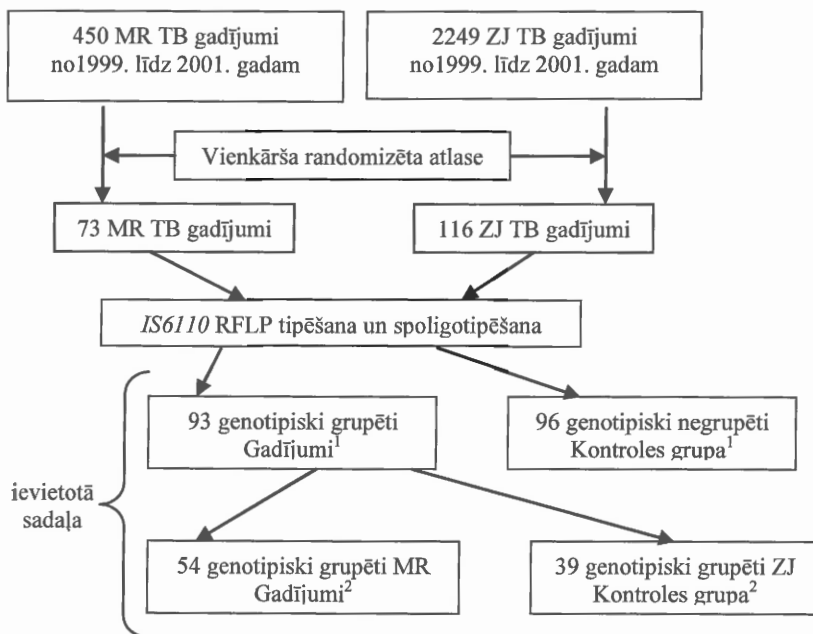 450 MR TB gadījumi
no1999. līdz 2001. gadam
2249 ZJ TB gadījumi
no1999. līdz 2001. gadam
Vienkārša randomizēta atlase
73 MR TB gadījumi
116 ZJ TB gadījumi
IS6110 RFLP tipēšana un spoligotipēšana
93 genotipiski grupēti
Gadījumi¹
96 genotipiski negrupēti
Kontroles grupa¹
ievietotā
sadaļa
54 genotipiski grupēti MR
Gadījumi²
39 genotipiski grupēti ZJ
Kontroles grupa²